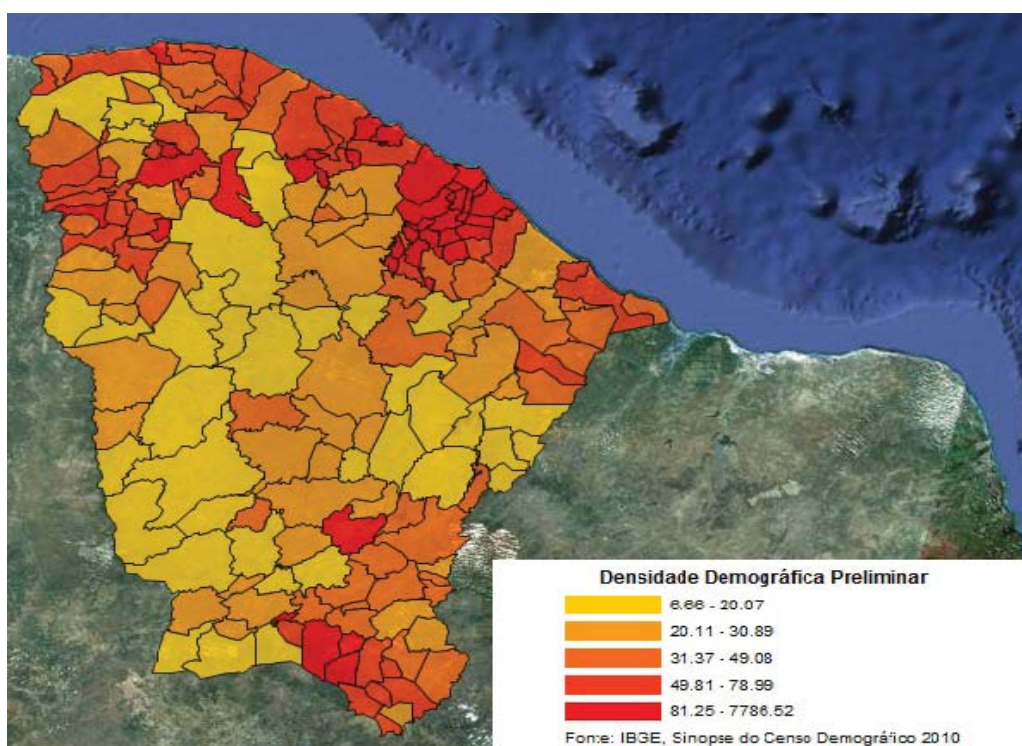 Densidade Demográfica Preliminar
6.66 - 20.07
20.11 - 30.89
31.37 - 49.08
49.81 - 78.99
81.25 - 7786.52
Fonte: IBGE, Sinopse do Censo Demográfico 2010